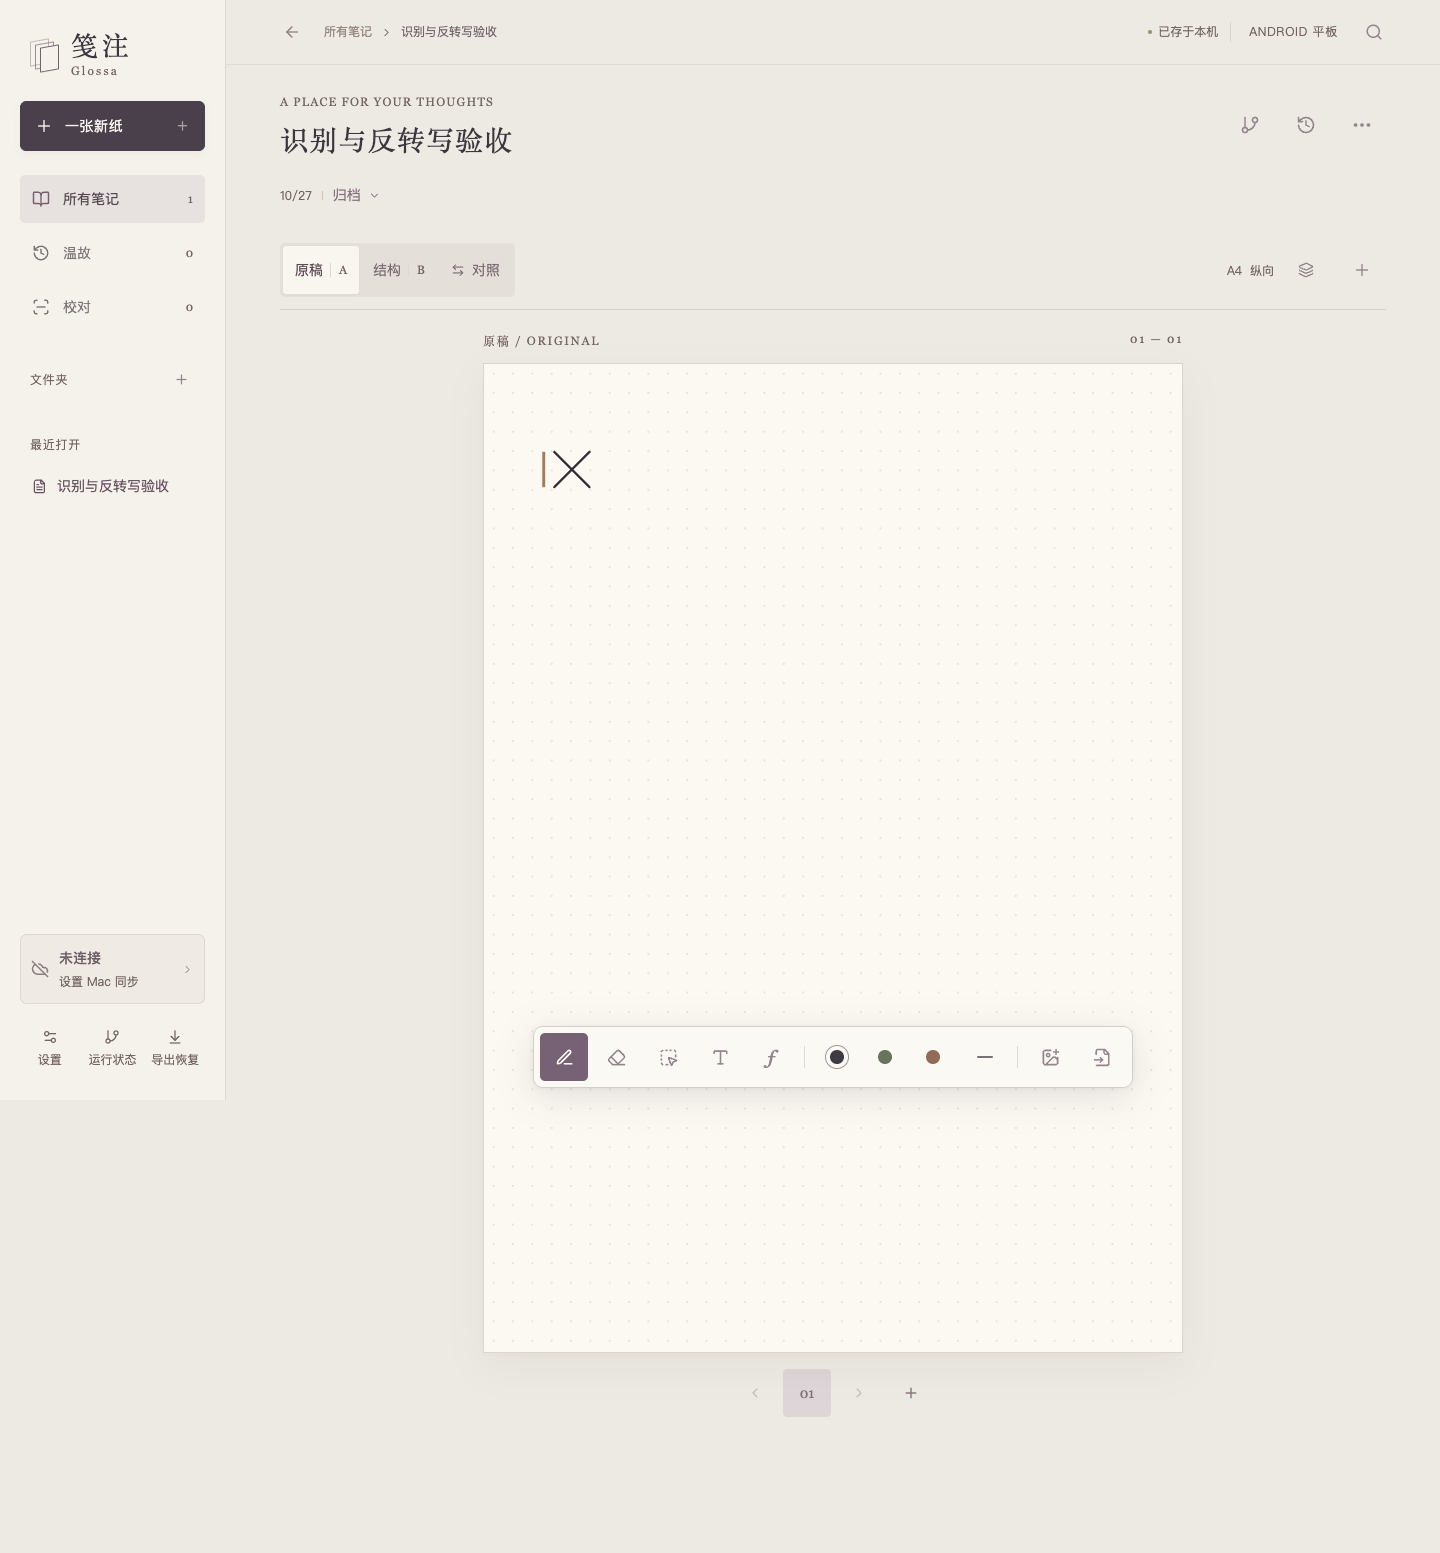 笺注
Glossa
一张新纸
所有笔记 1
温故 0
校对 0
文件夹
最近打开
识别与反转写验收
未连接
设置 Mac 同步
设置 运行状态 导出恢复
所有笔记 识别与反转写验收 已存于本机 ANDROID 平板
A PLACE FOR YOUR THOUGHTS
识别与反转写验收
10/27 归档
原稿 A 结构 B 对照 A4 纵向
原稿 / ORIGINAL 01 — 01
T f
01